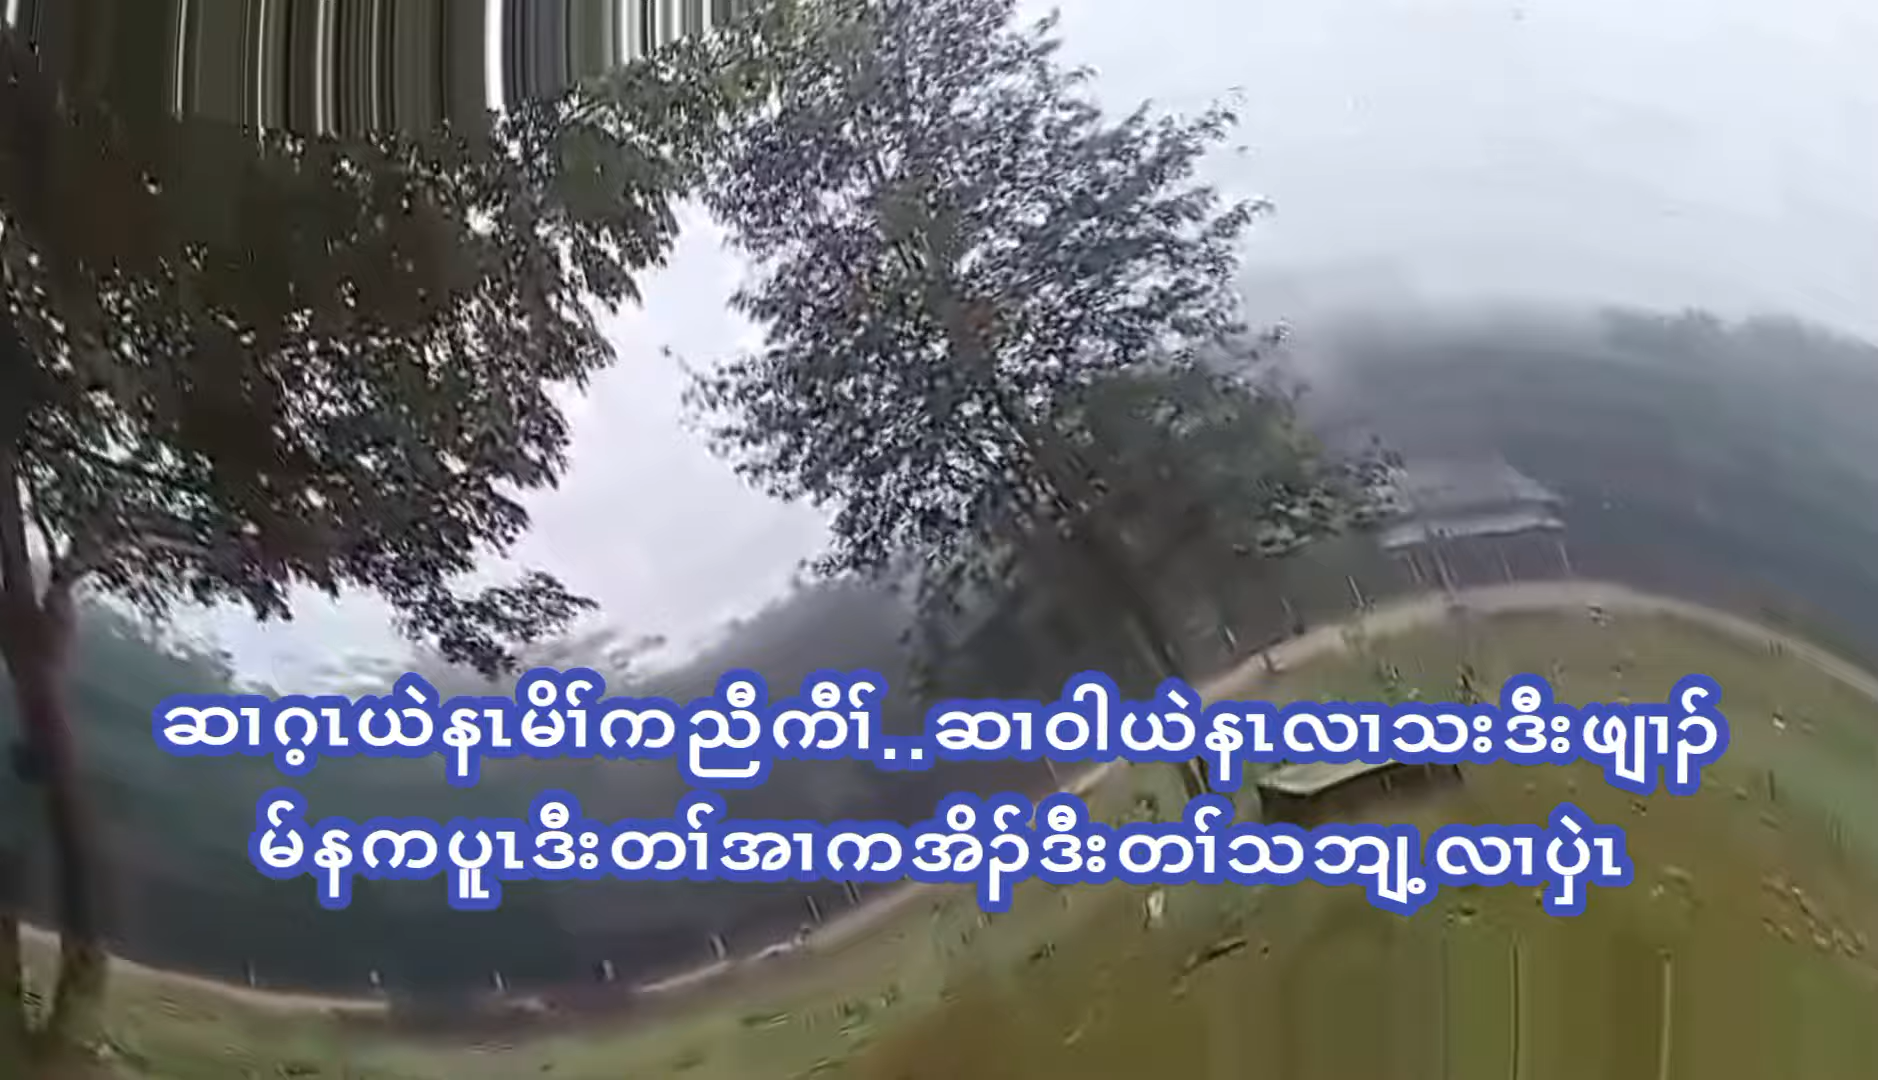 ဆၢဂ့ၤယဲနၤမိၢ်ကညီကီၢ်..ဆၢဝါယဲနၤလၢသးဒီးဖျၢၣ်
မ်နကပူၤဒီးတၢ်အၢကအိၣ်ဒီးတၢ်သဘျ့လၢပှဲၤ